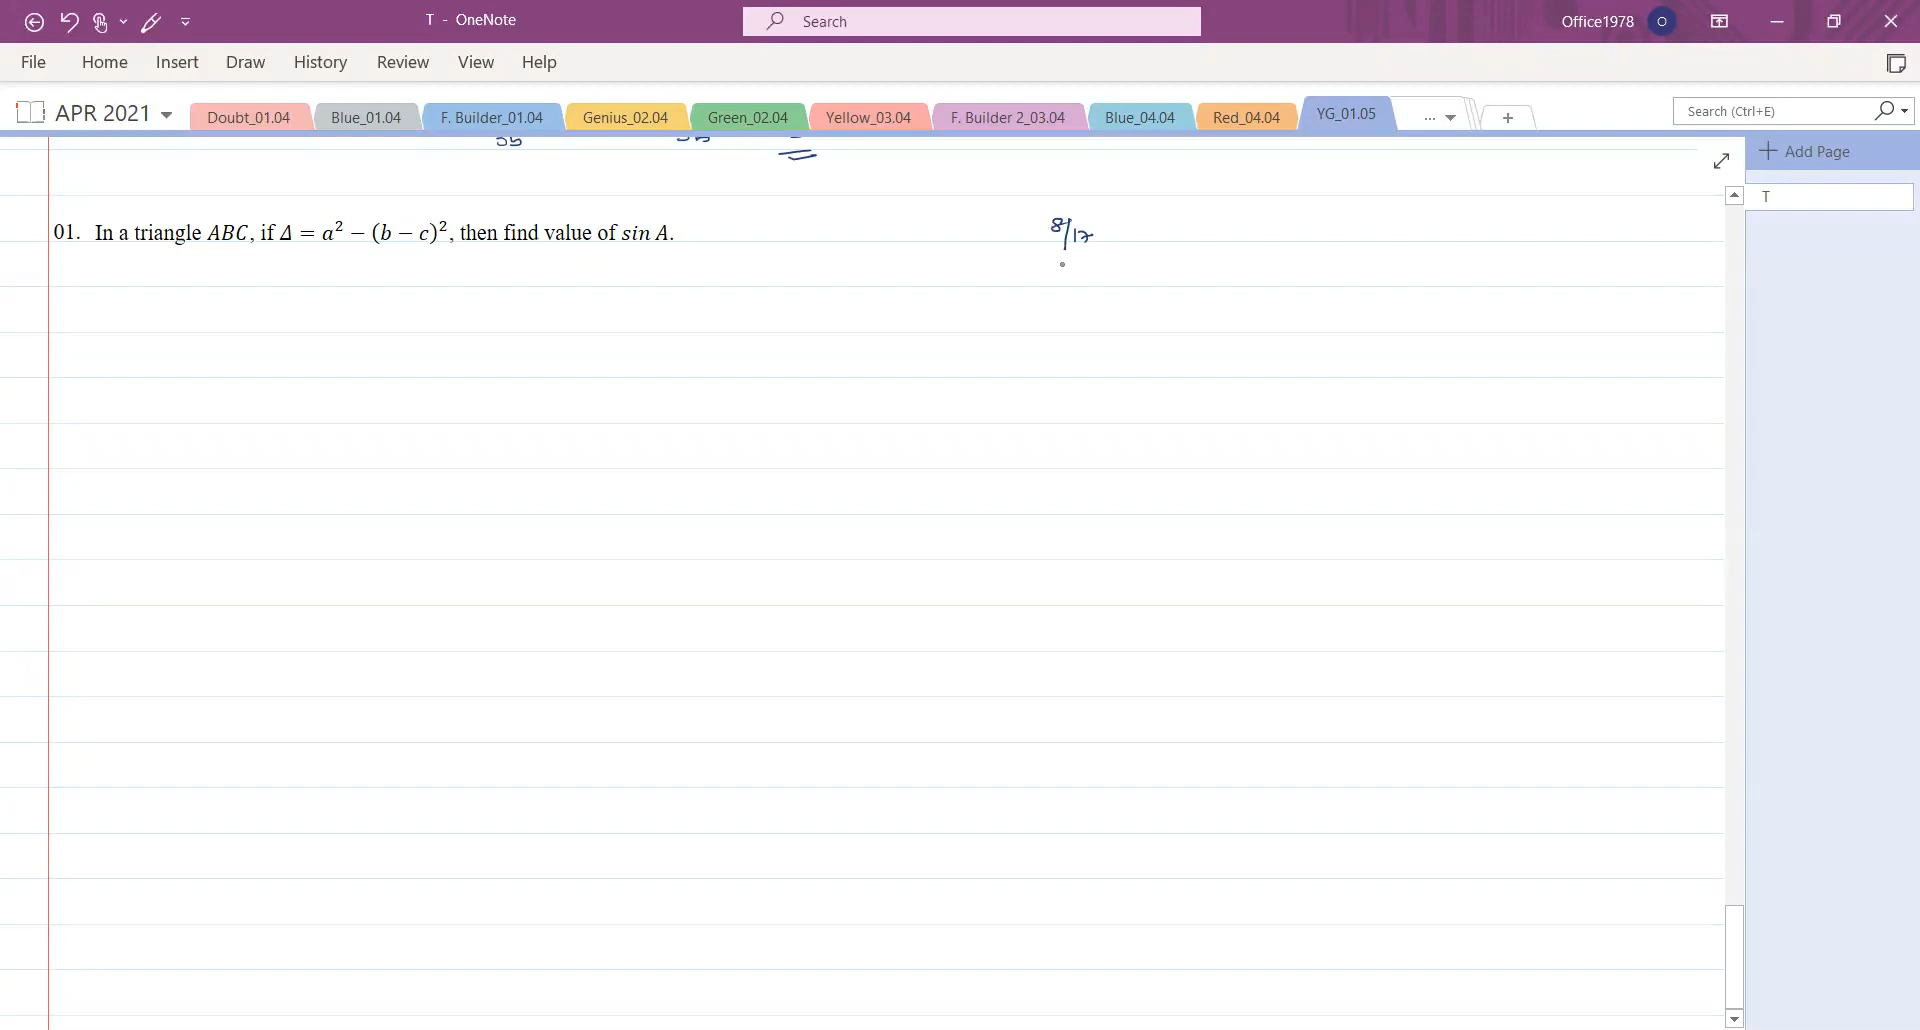 T - OneNote
Search
Office1978
O
File Home Insert Draw History Review View Help
APR 2021
Doubt_01.04 Blue_01.04 F. Builder_01.04 Genius_02.04 Green_02.04 Yellow_03.04 F. Builder 2_03.04 Blue_04.04 Red_04.04 YG_01.05 ... +
Search (Ctrl+E)
Add Page
T
01. In a triangle ABC, if Δ = a² − (b − c)², then find value of sin A.
8/17